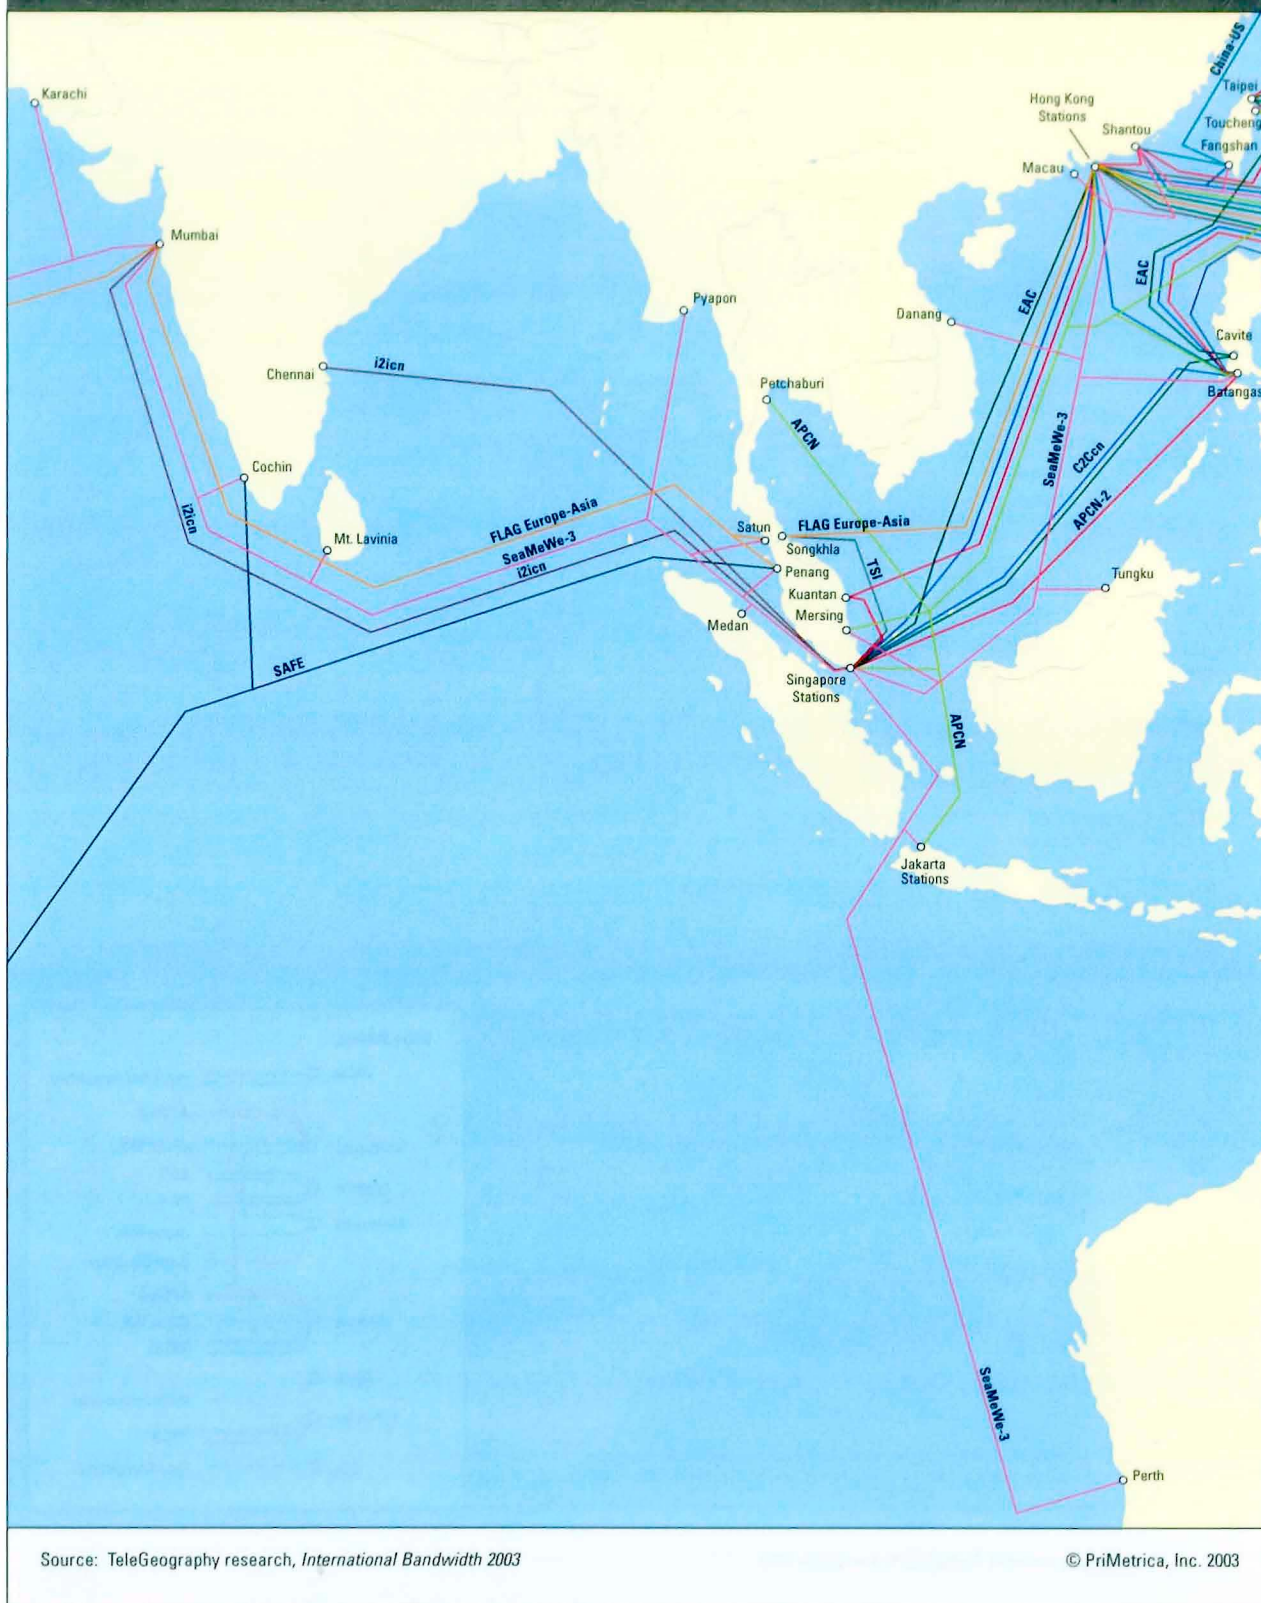 China-US
Taipei
Karachi
Hong Kong
Stations
Toucheng
Shantou
Fangshan
Macau
Mumbai
EAC
EAC
Pyapon
Danang
Cavite
i2icn
Chennai
Petchaburi
Batangas
APCN
SeaMeWe-3
C2Ccn
Cochin
APCN-2
i2icn
FLAG Europe-Asia
Satun
FLAG Europe-Asia
Mt. Lavinia
SeaMeWe-3
Songkhla
i2icn
TSI
Penang
Tungku
Kuantan
Mersing
Medan
SAFE
Singapore
Stations
APCN
Jakarta
Stations
SeaMeWe-3
Perth
Source: TeleGeography research, International Bandwidth 2003
© PriMetrica, Inc. 2003